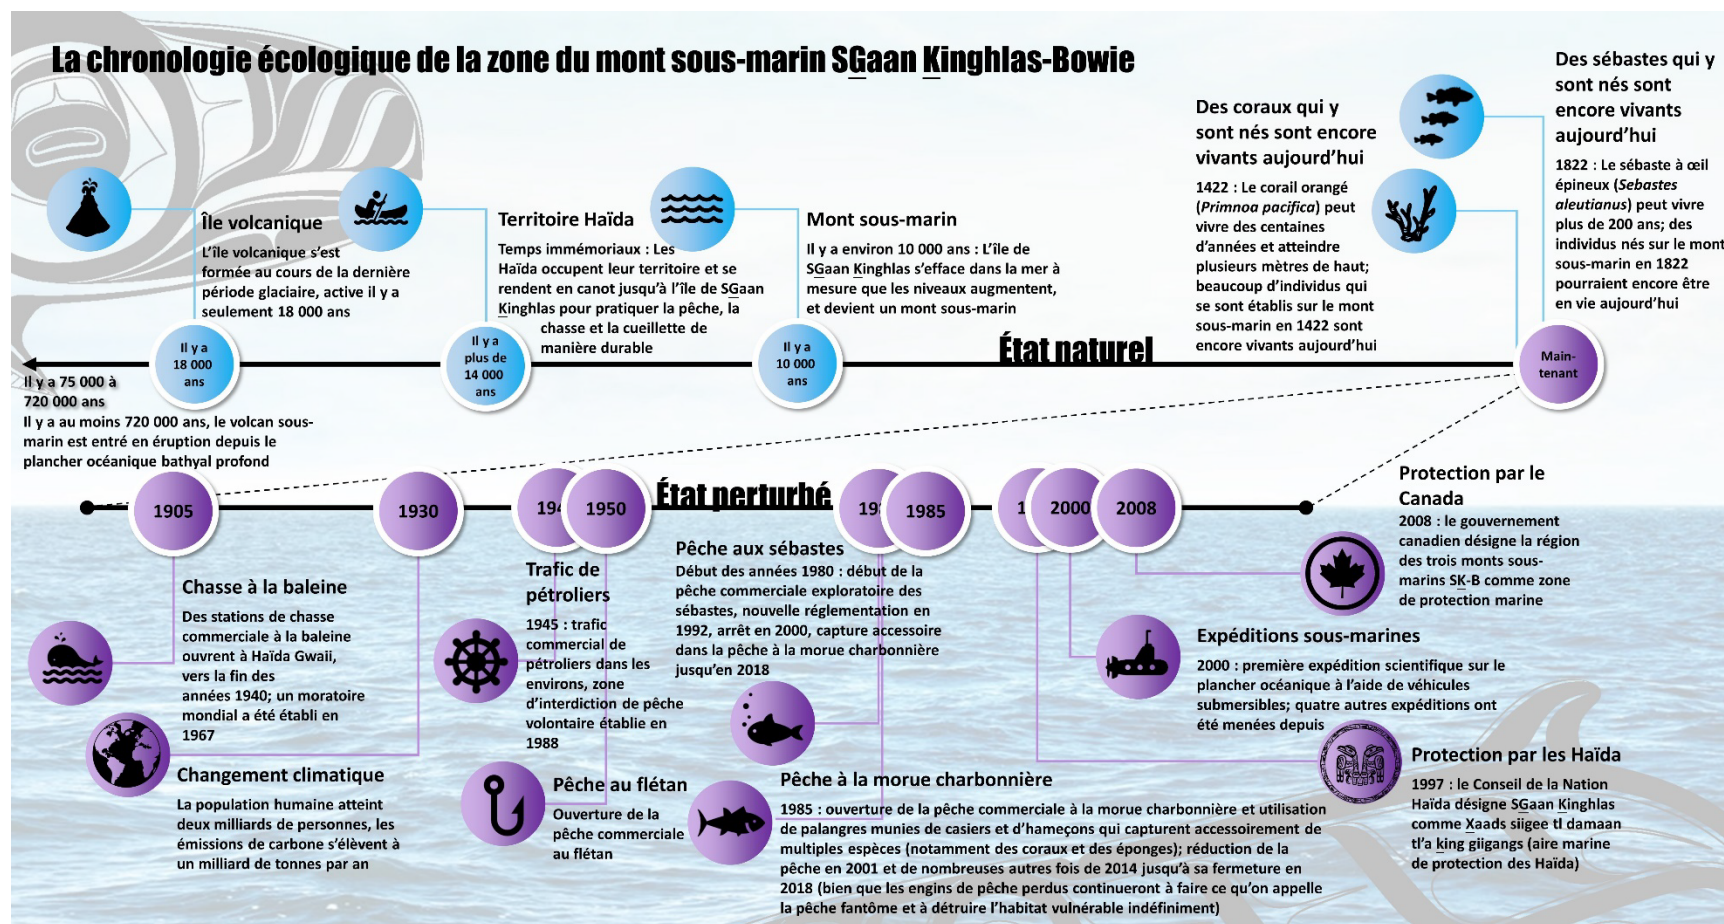 La chronologie écologique de la zone du mont sous-marin SG̲aan K̲inghlas-Bowie
Île volcanique
L’île volcanique s’est
formée au cours de la dernière
période glaciaire, active il y a
seulement 18 000 ans
Territoire Haïda
Temps immémoriaux : Les
Haïda occupent leur territoire et se
rendent en canot jusqu’à l’île de SG̲aan
K̲inghlas pour pratiquer la pêche, la
chasse et la cueillette de
manière durable
Mont sous-marin
Il y a environ 10 000 ans : L’île de
SG̲aan K̲inghlas s’efface dans la mer à
mesure que les niveaux augmentent,
et devient un mont sous-marin
Des coraux qui y
sont nés sont encore
vivants aujourd’hui
1422 : Le corail orangé
(Primnoa pacifica) peut
vivre des centaines
d’années et atteindre
plusieurs mètres de haut;
beaucoup d’individus qui
se sont établis sur le mont
sous-marin en 1422 sont
encore vivants aujourd’hui
Des sébastes qui y
sont nés sont
encore vivants
aujourd’hui
1822 : Le sébaste à œil
épineux (Sebastes
aleutianus) peut vivre
plus de 200 ans; des
individus nés sur le mont
sous-marin en 1822
pourraient encore être
en vie aujourd’hui
Il y a
18 000
ans
Il y a
plus de
14 000
ans
Il y a
10 000
ans
État naturel
Main-
tenant
Il y a 75 000 à
720 000 ans
Il y a au moins 720 000 ans, le volcan sous-
marin est entré en éruption depuis le
plancher océanique bathyal profond
État perturbé
1905
1930
194
1950
19
1985
1
2000
2008
Chasse à la baleine
Des stations de chasse
commerciale à la baleine
ouvrent à Haïda Gwaii,
vers la fin des
années 1940; un moratoire
mondial a été établi en
1967
Changement climatique
La population humaine atteint
deux milliards de personnes, les
émissions de carbone s’élèvent à
un milliard de tonnes par an
Trafic de
pétroliers
1945 : trafic
commercial de
pétroliers dans les
environs, zone
d’interdiction de pêche
volontaire établie en
1988
Pêche au flétan
Ouverture de la
pêche commerciale
au flétan
Pêche aux sébastes
Début des années 1980 : début de la
pêche commerciale exploratoire des
sébastes, nouvelle réglementation en
1992, arrêt en 2000, capture accessoire
dans la pêche à la morue charbonnière
jusqu’en 2018
Pêche à la morue charbonnière
1985 : ouverture de la pêche commerciale à la morue charbonnière et utilisation
de palangres munies de casiers et d’hameçons qui capturent accessoirement de
multiples espèces (notamment des coraux et des éponges); réduction de la
pêche en 2001 et de nombreuses autres fois de 2014 jusqu’à sa fermeture en
2018 (bien que les engins de pêche perdus continueront à faire ce qu’on appelle
la pêche fantôme et à détruire l’habitat vulnérable indéfiniment)
Protection par le
Canada
2008 : le gouvernement
canadien désigne la région
des trois monts sous-
marins SK̲-B comme zone
de protection marine
Expéditions sous-marines
2000 : première expédition scientifique sur le
plancher océanique à l’aide de véhicules
submersibles; quatre autres expéditions ont
été menées depuis
Protection par les Haïda
1997 : le Conseil de la Nation
Haïda désigne SG̲aan K̲inghlas
comme X̲aads siigee tl damaan
tl’a k̲ing giigangs (aire marine
de protection des Haïda)